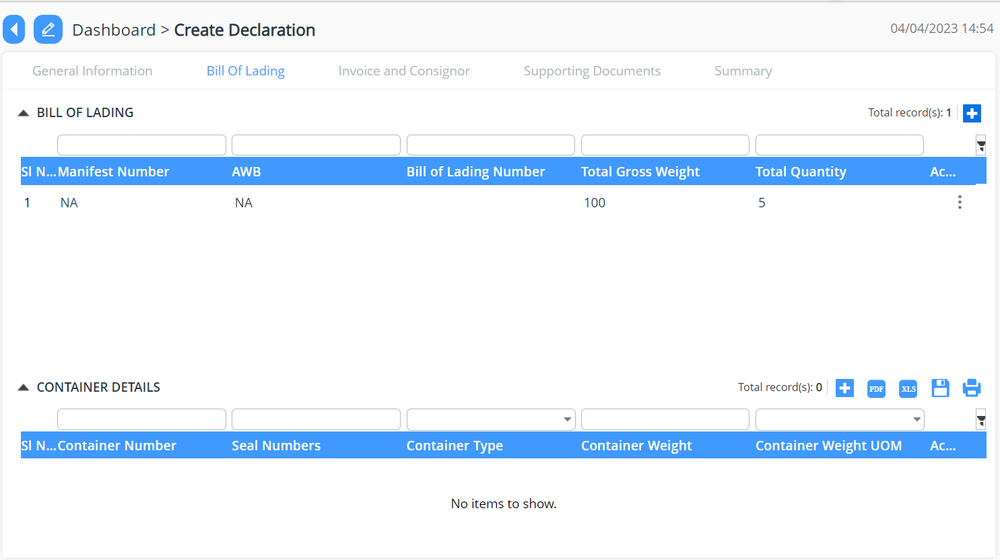 Dashboard > Create Declaration
04/04/2023 14:54
General Information Bill Of Lading Invoice and Consignor Supporting Documents Summary
BILL OF LADING
Total record(s): 1
Sl N... Manifest Number AWB Bill of Lading Number Total Gross Weight Total Quantity Ac...
1 NA NA 100 5
CONTAINER DETAILS
Total record(s): 0 PDF XLS
Sl N... Container Number Seal Numbers Container Type Container Weight Container Weight UOM Ac...
No items to show.